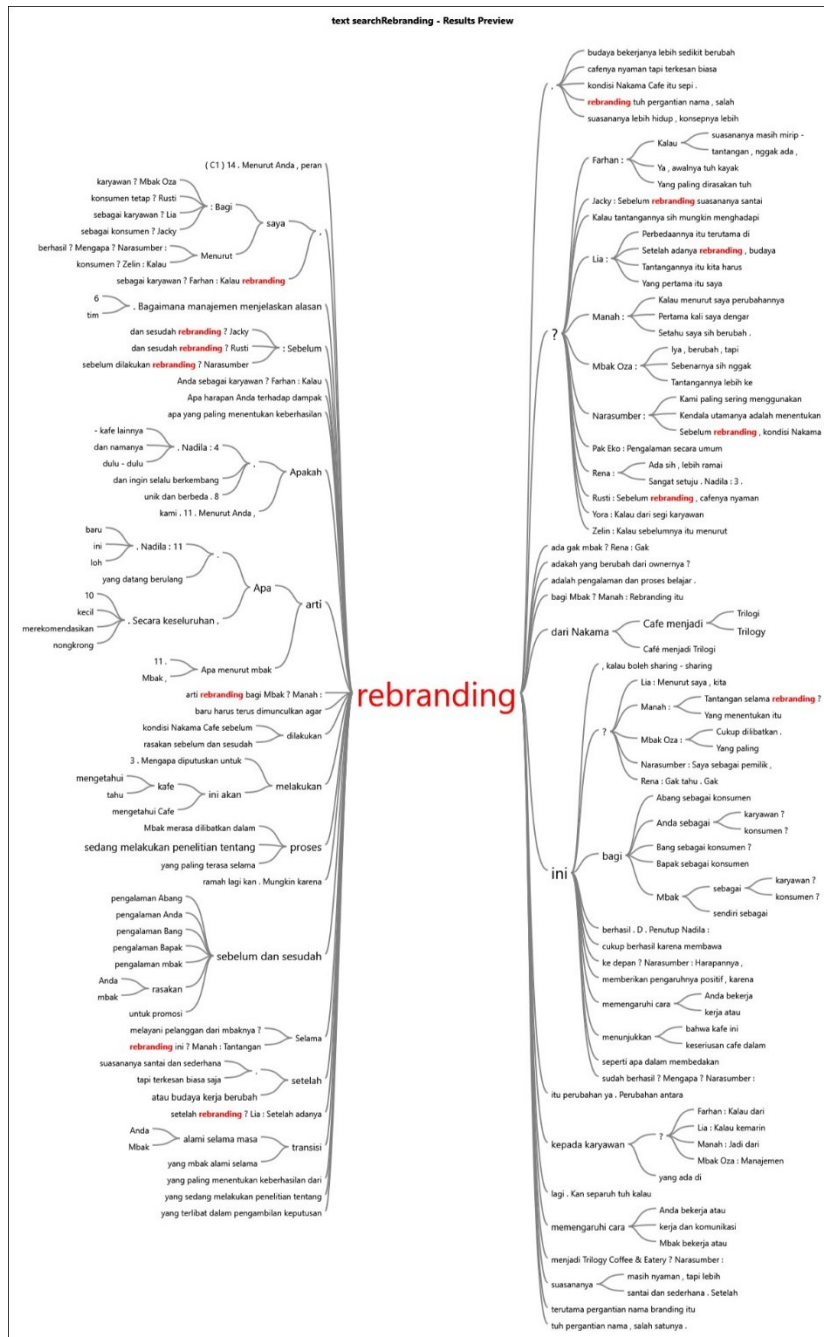 text searchRebranding - Results Preview
( C1 ) 14 . Menurut Anda , peran
karyawan ? Mbak Oza
konsumen tetap ? Rusti
sebagai karyawan ? Lia
sebagai konsumen ? Jacky
: Bagi
berhasil ? Mengapa ? Narasumber :
konsumen ? Zelin : Kalau
Menurut
saya
sebagai karyawan ? Farhan : Kalau rebranding
.
6
tim
. Bagaimana manajemen menjelaskan alasan
dan sesudah rebranding ? Jacky
dan sesudah rebranding ? Rusti
sebelum dilakukan rebranding ? Narasumber
: Sebelum
Anda sebagai karyawan ? Farhan : Kalau
Apa harapan Anda terhadap dampak
apa yang paling menentukan keberhasilan
- kafe lainnya
dan namanya
dulu - dulu
. Nadila : 4
dan ingin selalu berkembang
unik dan berbeda . 8
.
kami . 11 . Menurut Anda ,
Apakah
baru
ini
loh
. Nadila : 11
yang datang berulang
.
10
kecil
merekomendasikan
nongkrong
. Secara keseluruhan ,
Apa
11 .
Mbak ,
Apa menurut mbak
arti
arti rebranding bagi Mbak ? Manah :
baru harus terus dimunculkan agar
kondisi Nakama Cafe sebelum
rasakan sebelum dan sesudah
dilakukan
3 . Mengapa diputuskan untuk
mengetahui
tahu
kafe
mengetahui Cafe
ini akan
melakukan
Mbak merasa dilibatkan dalam
sedang melakukan penelitian tentang
yang paling terasa selama
proses
ramah lagi kan . Mungkin karena
pengalaman Abang
pengalaman Anda
pengalaman Bang
pengalaman Bapak
pengalaman mbak
Anda
mbak
rasakan
untuk promosi
sebelum dan sesudah
melayani pelanggan dari mbaknya ?
rebranding ini ? Manah : Tantangan
Selama
suasananya santai dan sederhana
tapi terkesan biasa saja
.
atau budaya kerja berubah
setelah
setelah rebranding ? Lia : Setelah adanya
Anda
Mbak
alami selama masa
yang mbak alami selama
transisi
yang paling menentukan keberhasilan dari
yang sedang melakukan penelitian tentang
yang terlibat dalam pengambilan keputusan
rebranding
.
budaya bekerjanya lebih sedikit berubah
cafenya nyaman tapi terkesan biasa
kondisi Nakama Cafe itu sepi .
rebranding tuh pergantian nama , salah
suasananya lebih hidup , konsepnya lebih
?
Farhan :
Kalau
suasananya masih mirip -
tantangan , nggak ada ,
Ya , awalnya tuh kayak
Yang paling dirasakan tuh
Jacky : Sebelum rebranding suasananya santai
Kalau tantangannya sih mungkin menghadapi
Lia :
Perbedaannya itu terutama di
Setelah adanya rebranding , budaya
Tantangannya itu kita harus
Yang pertama itu saya
Manah :
Kalau menurut saya perubahannya
Pertama kali saya dengar
Setahu saya sih berubah .
Mbak Oza :
Iya , berubah , tapi
Sebenarnya sih nggak
Tantangannya lebih ke
Narasumber :
Kami paling sering menggunakan
Kendala utamanya adalah menentukan
Sebelum rebranding , kondisi Nakama
Pak Eko : Pengalaman secara umum
Rena :
Ada sih , lebih ramai
Sangat setuju . Nadila : 3 .
Rusti : Sebelum rebranding , cafenya nyaman
Yora : Kalau dari segi karyawan
Zelin : Kalau sebelumnya itu menurut
ada gak mbak ? Rena : Gak
adakah yang berubah dari ownernya ?
adalah pengalaman dan proses belajar .
bagi Mbak ? Manah : Rebranding itu
dari Nakama
Cafe menjadi
Trilogi
Trilogy
Café menjadi Trilogi
ini
, kalau boleh sharing - sharing
?
Lia : Menurut saya , kita
Manah :
Tantangan selama rebranding ?
Yang menentukan itu
Mbak Oza :
Cukup dilibatkan .
Yang paling
Narasumber : Saya sebagai pemilik ,
Rena : Gak tahu . Gak
bagi
Abang sebagai konsumen
Anda sebagai
karyawan ?
konsumen ?
Bang sebagai konsumen ?
Bapak sebagai konsumen
Mbak
sebagai
karyawan ?
konsumen ?
sendiri sebagai
berhasil . D . Penutup Nadila :
cukup berhasil karena membawa
ke depan ? Narasumber : Harapannya ,
memberikan pengaruhnya positif , karena
memengaruhi cara
Anda bekerja
kerja atau
menunjukkan
bahwa kafe ini
keseriusan cafe dalam
seperti apa dalam membedakan
sudah berhasil ? Mengapa ? Narasumber :
itu perubahan ya . Perubahan antara
kepada karyawan
?
Farhan : Kalau dari
Lia : Kalau kemarin
Manah : Jadi dari
Mbak Oza : Manajemen
yang ada di
lagi . Kan separuh tuh kalau
memengaruhi cara
Anda bekerja atau
kerja dan komunikasi
Mbak bekerja atau
menjadi Trilogy Coffee & Eatery ? Narasumber :
suasananya
masih nyaman , tapi lebih
santai dan sederhana . Setelah
terutama pergantian nama branding itu
tuh pergantian nama , salah satunya .